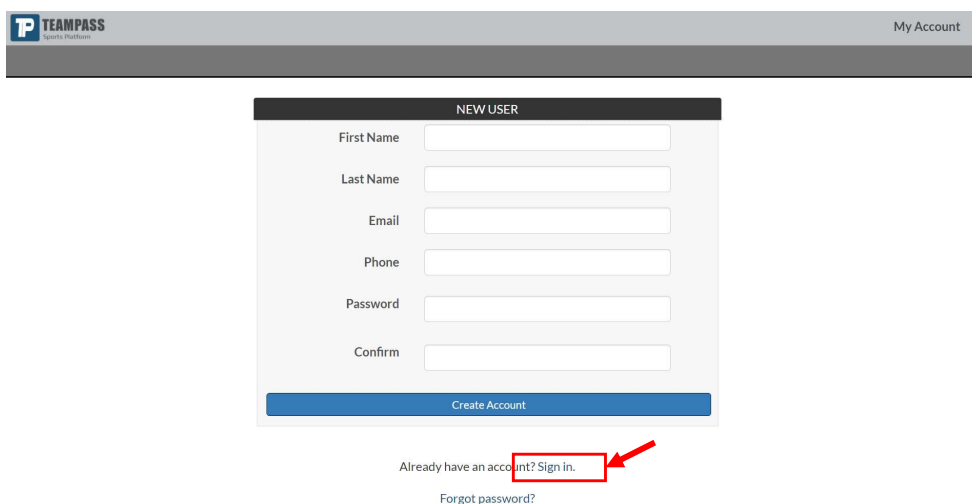 TEAMPASS
Sports Platform
My Account
NEW USER
First Name
Last Name
Email
Phone
Password
Confirm
Create Account
Already have an account? Sign in.
Forgot password?